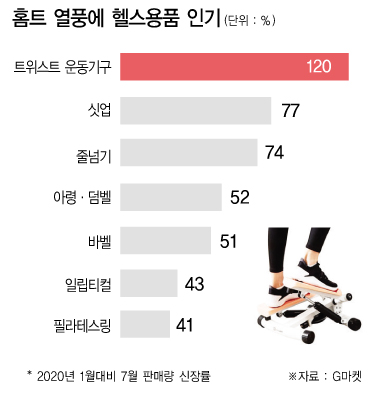 홈트 열풍에 헬스용품 인기 (단위 : %)
트위스트 운동기구 120
싯업 77
줄넘기 74
아령 · 덤벨 52
바벨 51
일립티컬 43
필라테스링 41
* 2020년 1월대비 7월 판매량 신장률 ※자료 : G마켓